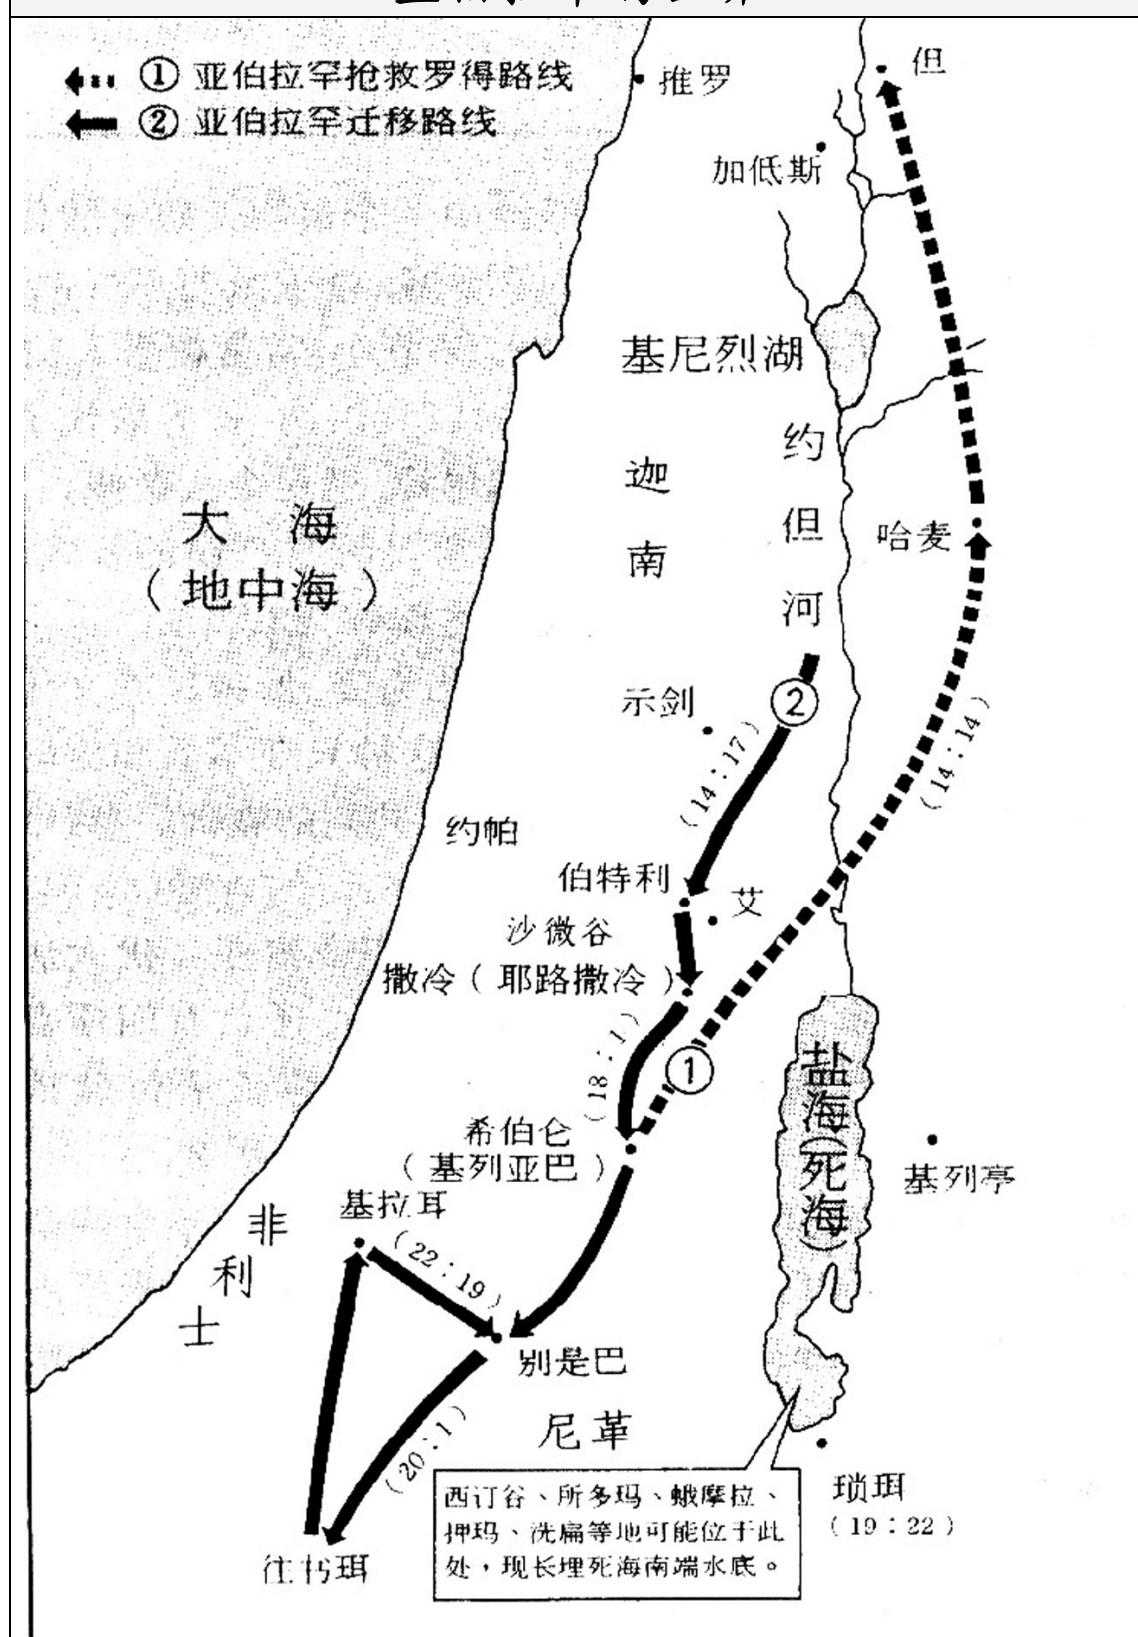 ① 亚伯拉罕抢救罗得路线
② 亚伯拉罕迁移路线
推罗
但
加低斯
基尼烈湖
约但河
迦南
大海
（地中海）
哈麦
②
示剑
（14：17）
（14：14）
约帕
伯特利
艾
沙微谷
撒冷（耶路撒冷）
①
（18：1）
盐海（死海）
希伯仑
（基列亚巴）
基列亭
基拉耳
（22：19）
非利士
别是巴
尼革
（20：1）
琐珥
（19：22）
往书珥
西订谷、所多玛、蛾摩拉、
押玛、洗扁等地可能位于此
处，现长埋死海南端水底。